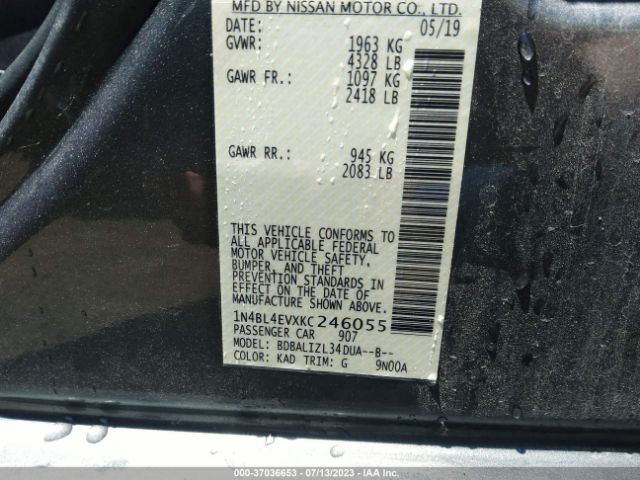 MFD BY NISSAN MOTOR CO., LTD.
DATE: 05/19
GVWR: 1963 KG
4328 LB
GAWR FR.: 1097 KG
2418 LB
GAWR RR.: 945 KG
2083 LB
THIS VEHICLE CONFORMS TO
ALL APPLICABLE FEDERAL
MOTOR VEHICLE SAFETY,
BUMPER, AND THEFT
PREVENTION STANDARDS IN
EFFECT ON THE DATE OF
MANUFACTURE SHOWN ABOVE.
1N4BL4EVXKC246055
PASSENGER CAR 907
MODEL: BDBALIZL34DUA--B--
COLOR: KAD TRIM: G 9N00A
000-37036653 - 07/13/2023 - IAA Inc.